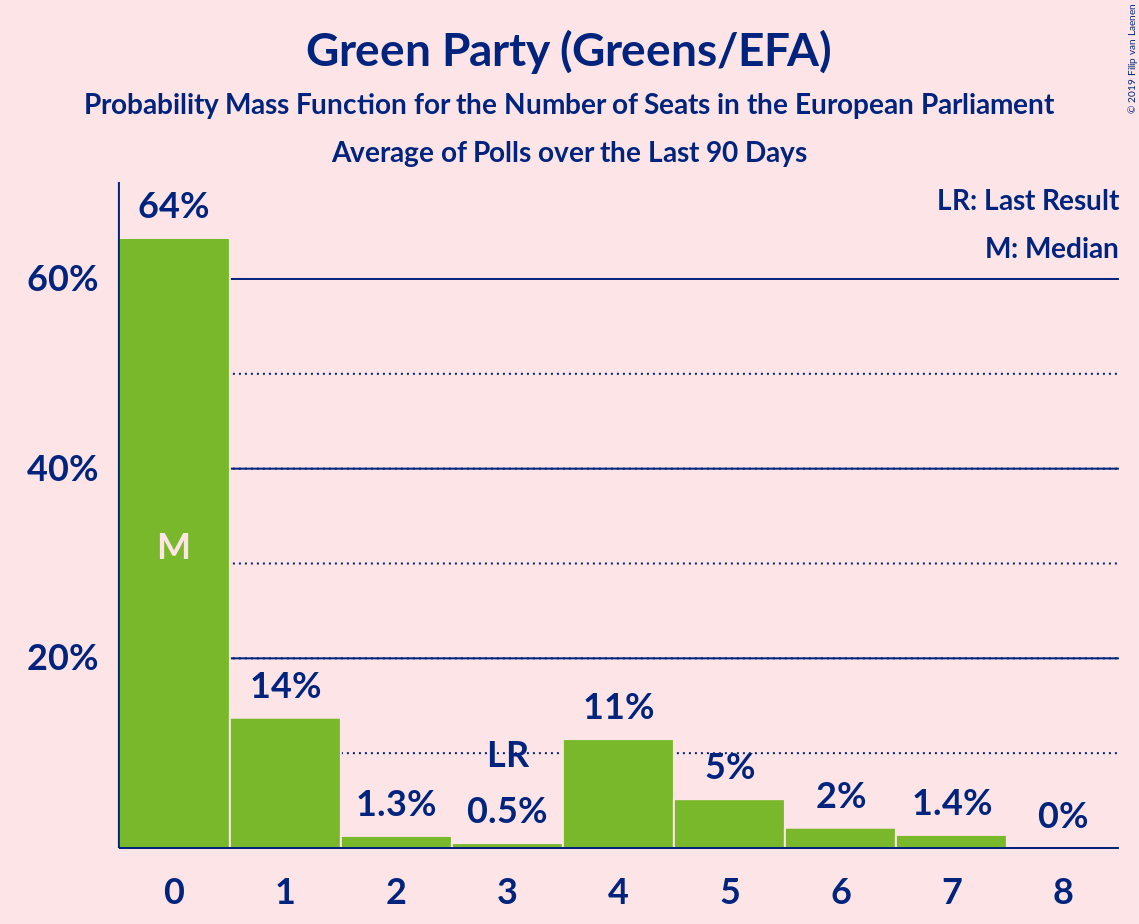 Green Party (Greens/EFA)
Probability Mass Function for the Number of Seats in the European Parliament
Average of Polls over the Last 90 Days
© 2019 Filip van Laenen
LR: Last Result
M: Median
64%
60%
40%
M
20%
14%
11%
LR
5%
1.3%
0.5%
2%
1.4%
0%
0 1 2 3 4 5 6 7 8